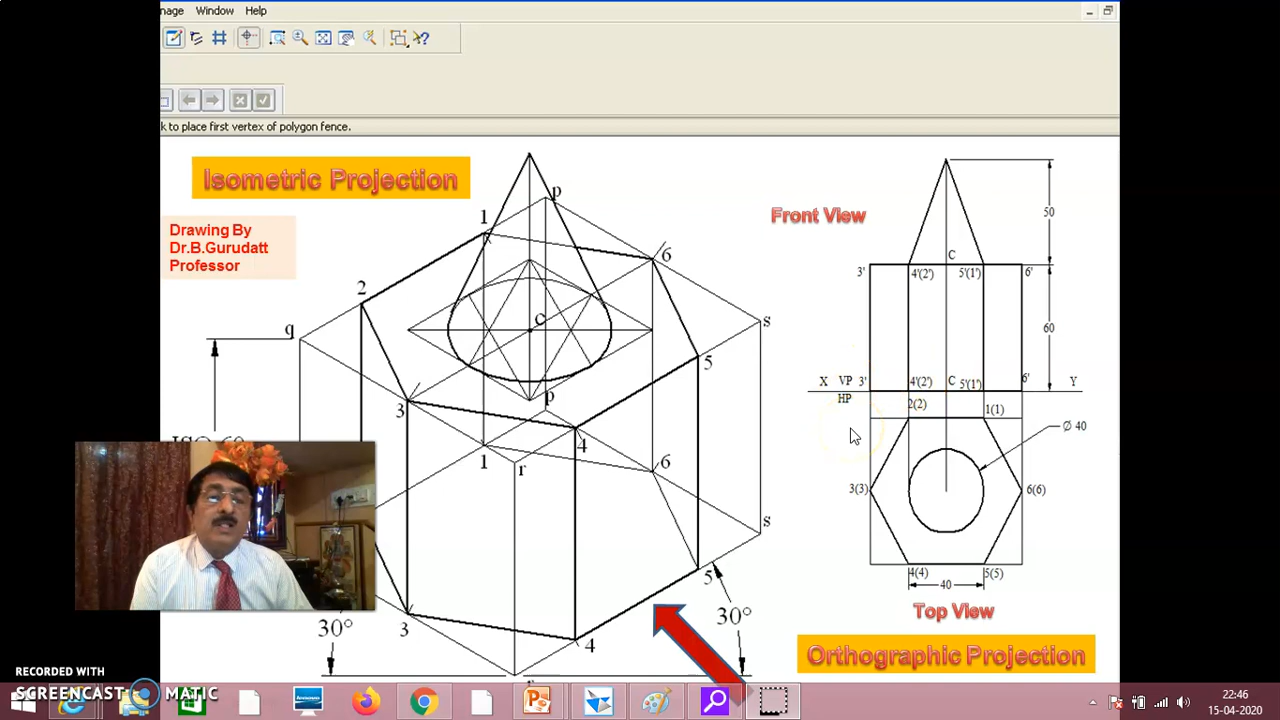 nage Window Help
k to place first vertex of polygon fence.
Isometric Projection
Drawing By
Dr.B.Gurudatt
Professor
p
1
6
2
q
s
O
5
3
p
4
1
r
6
s
5
3
4
30°
30°
Front View
50
C
3' 4'(2') 5'(1') 6'
60
X VP 3' 4'(2') C 5'(1') 6' Y
HP
2(2) 1(1)
Ø 40
3(3) 6(6)
4(4) 5(5)
40
Top View
Orthographic Projection
RECORDED WITH
SCREENCAST MATIC
22:46
15-04-2020